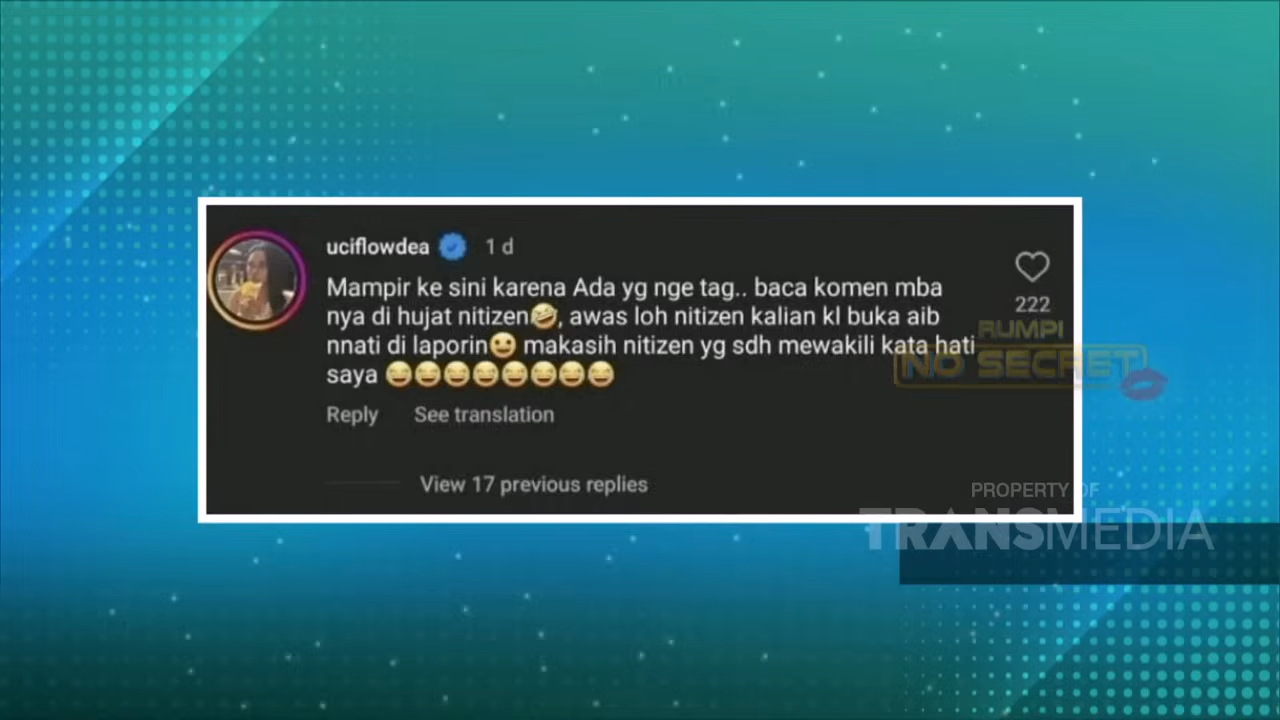 uciflowdea 1 d
Mampir ke sini karena Ada yg nge tag.. baca komen mba
nya di hujat nitizen🤣, awas loh nitizen kalian kl buka aib
nnati di laporin😀 makasih nitizen yg sdh mewakili kata hati
saya 😂😂😂😂😂😂😂😂
222
Reply See translation
View 17 previous replies
RUMPI
NO SECRET
PROPERTY OF
TRANSMEDIA